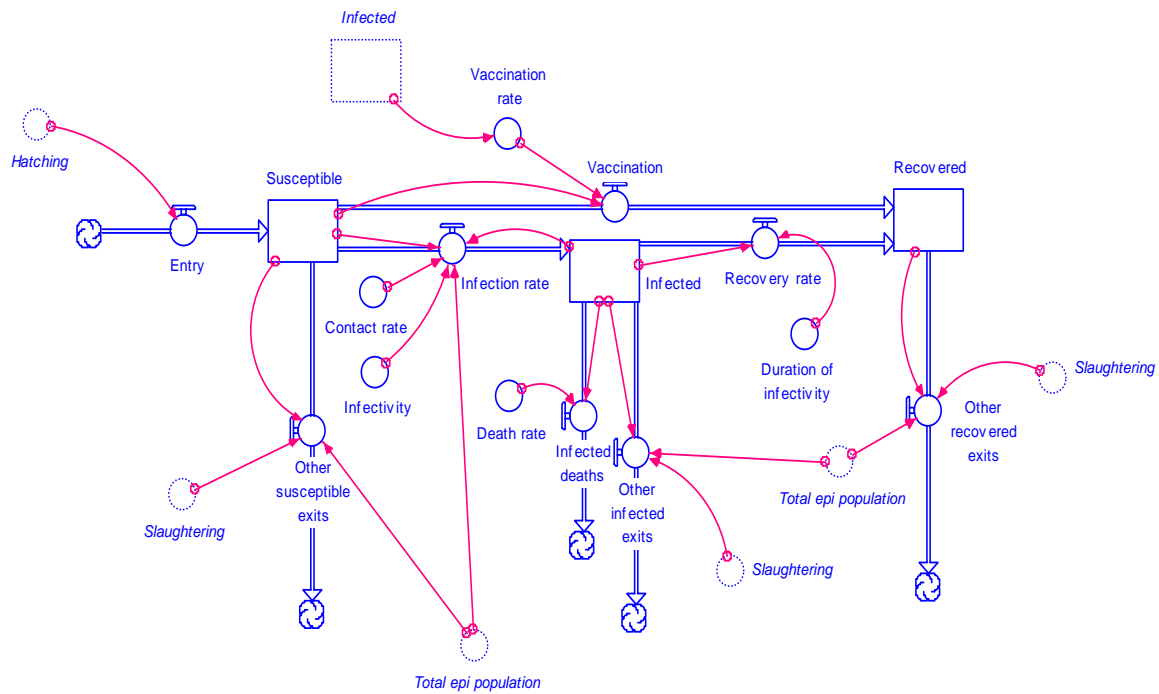 Infected
Vaccination
rate
Hatching
Susceptible
Vaccination
Recovered
Entry
Infection rate
Infected
Recovery rate
Contact rate
Duration of
infectivity
Slaughtering
Infectivity
Death rate
Other
recovered
exits
Infected
deaths
Other
susceptible
exits
Other
infected
exits
Total epi population
Slaughtering
Slaughtering
Total epi population